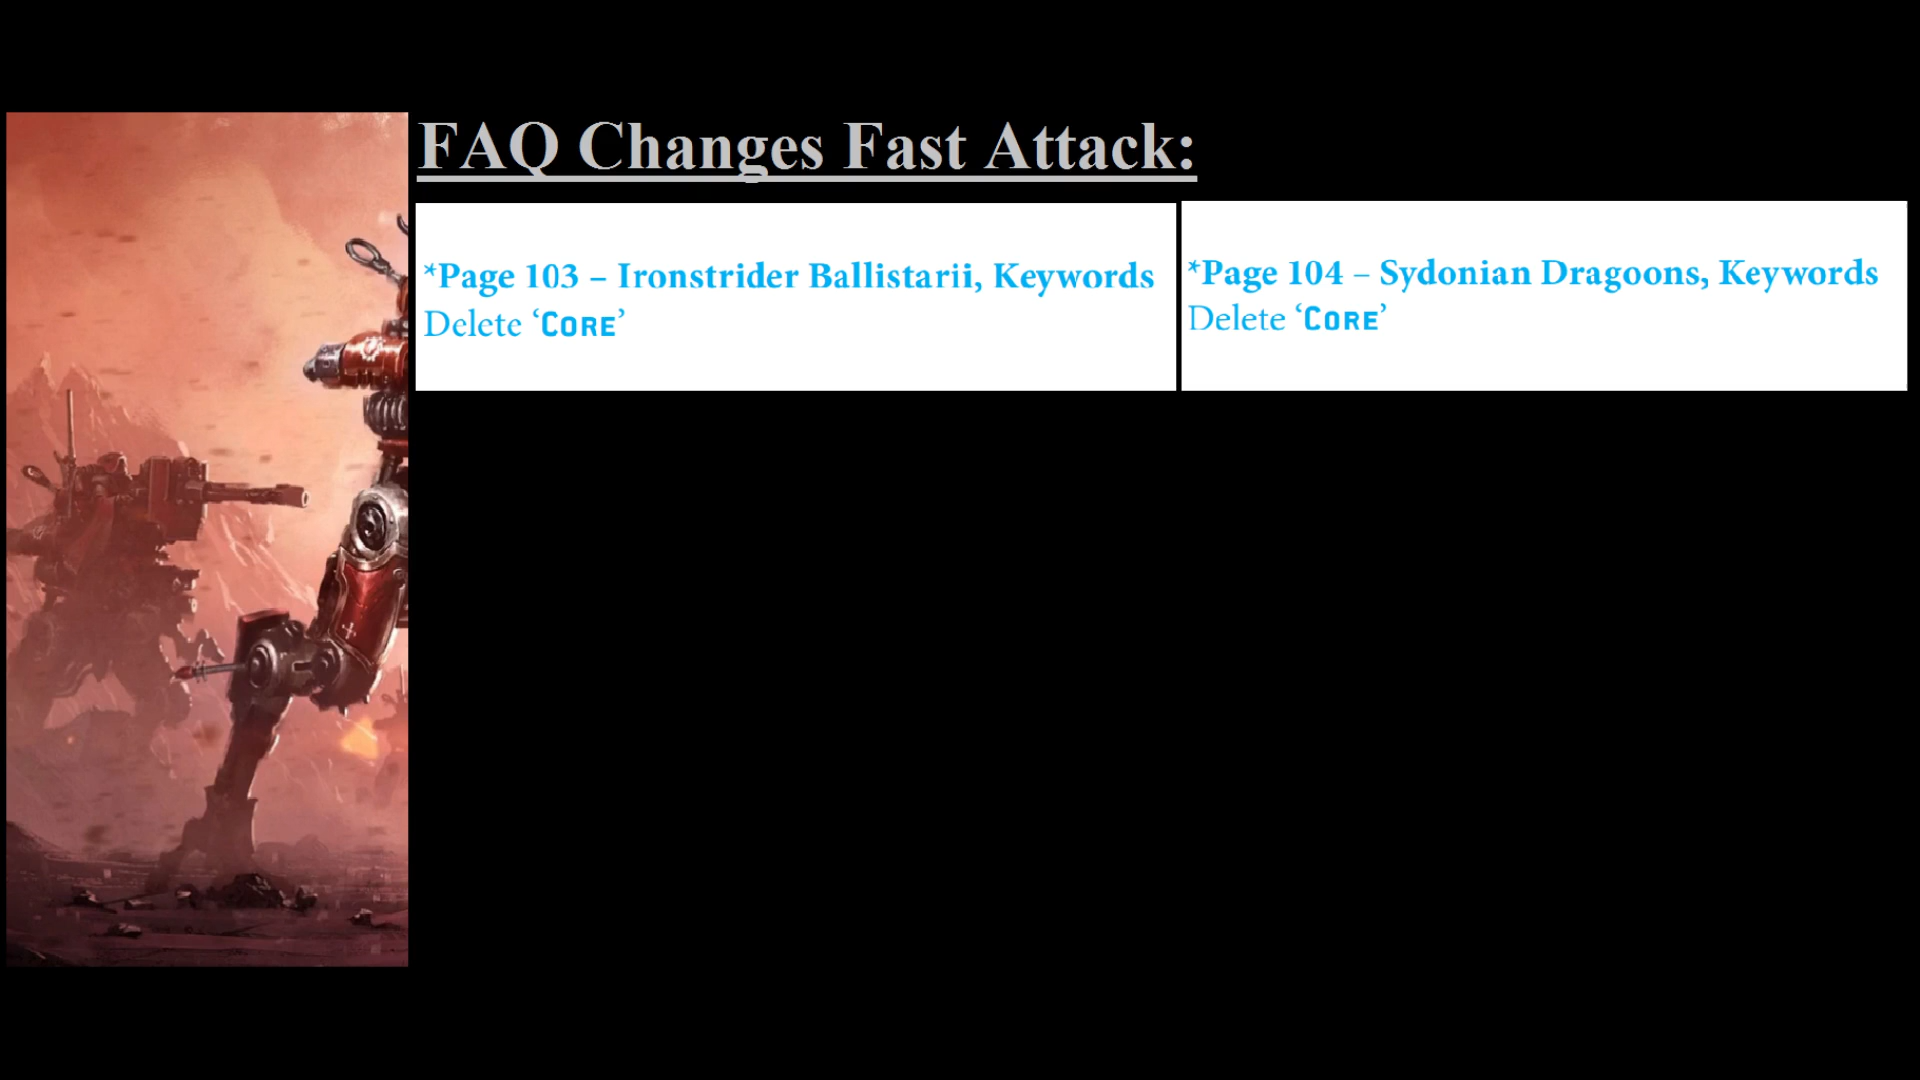 FAQ Changes Fast Attack:
*Page 103 – Ironstrider Ballistarii, Keywords
Delete ‘CORE’
*Page 104 – Sydonian Dragoons, Keywords
Delete ‘CORE’